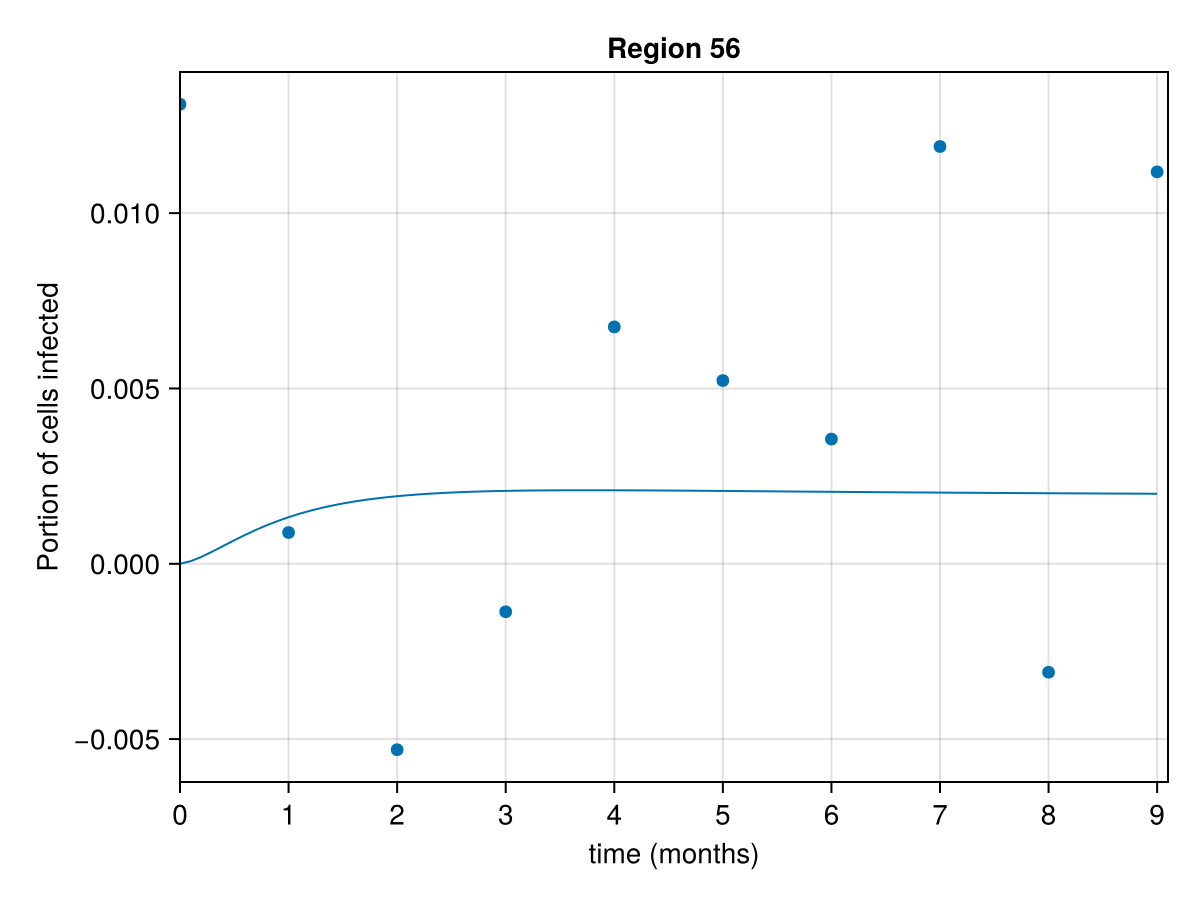 Region 56
Portion of cells infected
0.010
0.005
0.000
−0.005
0 1 2 3 4 5 6 7 8 9
time (months)